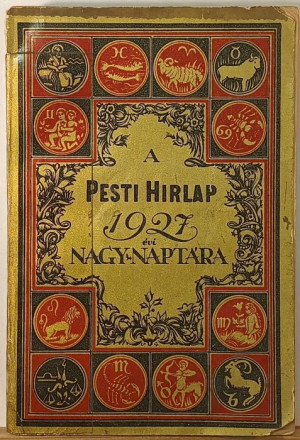 A
PESTI HIRLAP
1927
évi
NAGY·NAPTÁRA